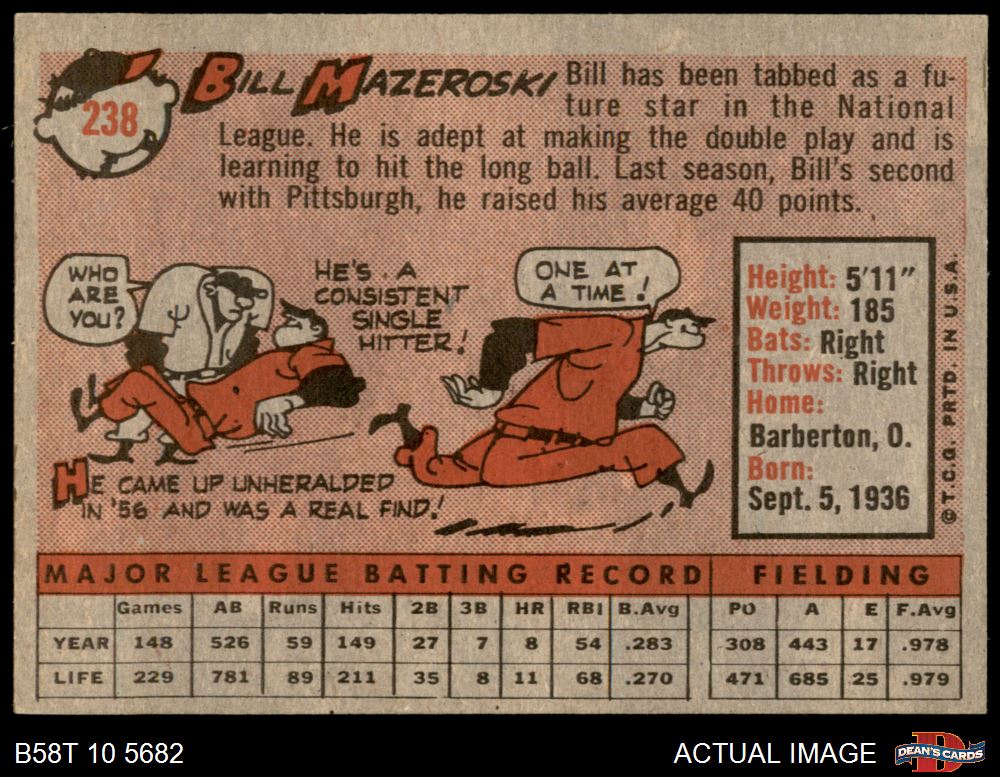 238
BILL MAZEROSKI
Bill has been tabbed as a fu-
ture star in the National
League. He is adept at making the double play and is
learning to hit the long ball. Last season, Bill's second
with Pittsburgh, he raised his average 40 points.
WHO
ARE
YOU?
HE'S A
CONSISTENT
SINGLE
HITTER!
ONE AT
A TIME!
HE CAME UP UNHERALDED
IN '56 AND WAS A REAL FIND!
Height: 5'11"
Weight: 185
Bats: Right
Throws: Right
Home:
Barberton, O.
Born:
Sept. 5, 1936
© T.C.G. PRTD. IN U.S.A.
MAJOR LEAGUE BATTING RECORD FIELDING
Games AB Runs Hits 2B 3B HR RBI B.Avg PO A E F.Avg
YEAR 148 526 59 149 27 7 8 54 .283 308 443 17 .978
LIFE 229 781 89 211 35 8 11 68 .270 471 685 25 .979
B58T 10 5682
ACTUAL IMAGE
D
DEAN'S CARDS